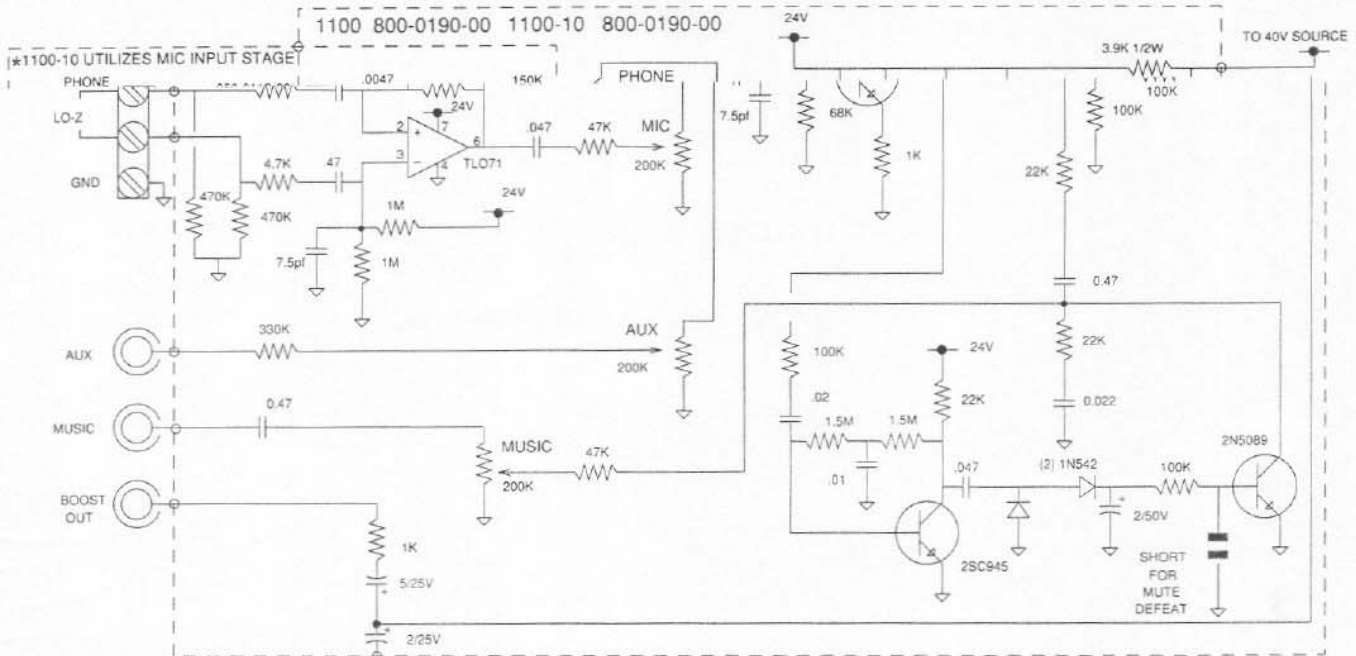 1100 800-0190-00 1100-10 800-0190-00
24V
TO 40V SOURCE
*1100-10 UTILIZES MIC INPUT STAGE
3.9K 1/2W
PHONE
.0047
150K
PHONE
100K
24V
7.5pf
68K
100K
LO-Z
7
2
+
6
.047
47K
MIC
1K
3
-
4
TLO71
200K
4.7K
.47
22K
GND
24V
470K
470K
1M
7.5pf
1M
0.47
330K
AUX
AUX
200K
100K
24V
22K
.02
22K
0.022
0.47
1.5M
1.5M
MUSIC
MUSIC
47K
2N5089
200K
.01
.047
(2) 1N542
100K
BOOST
OUT
+
2/50V
1K
2SC945
SHORT
FOR
MUTE
DEFEAT
5/25V
+
+
2/25V